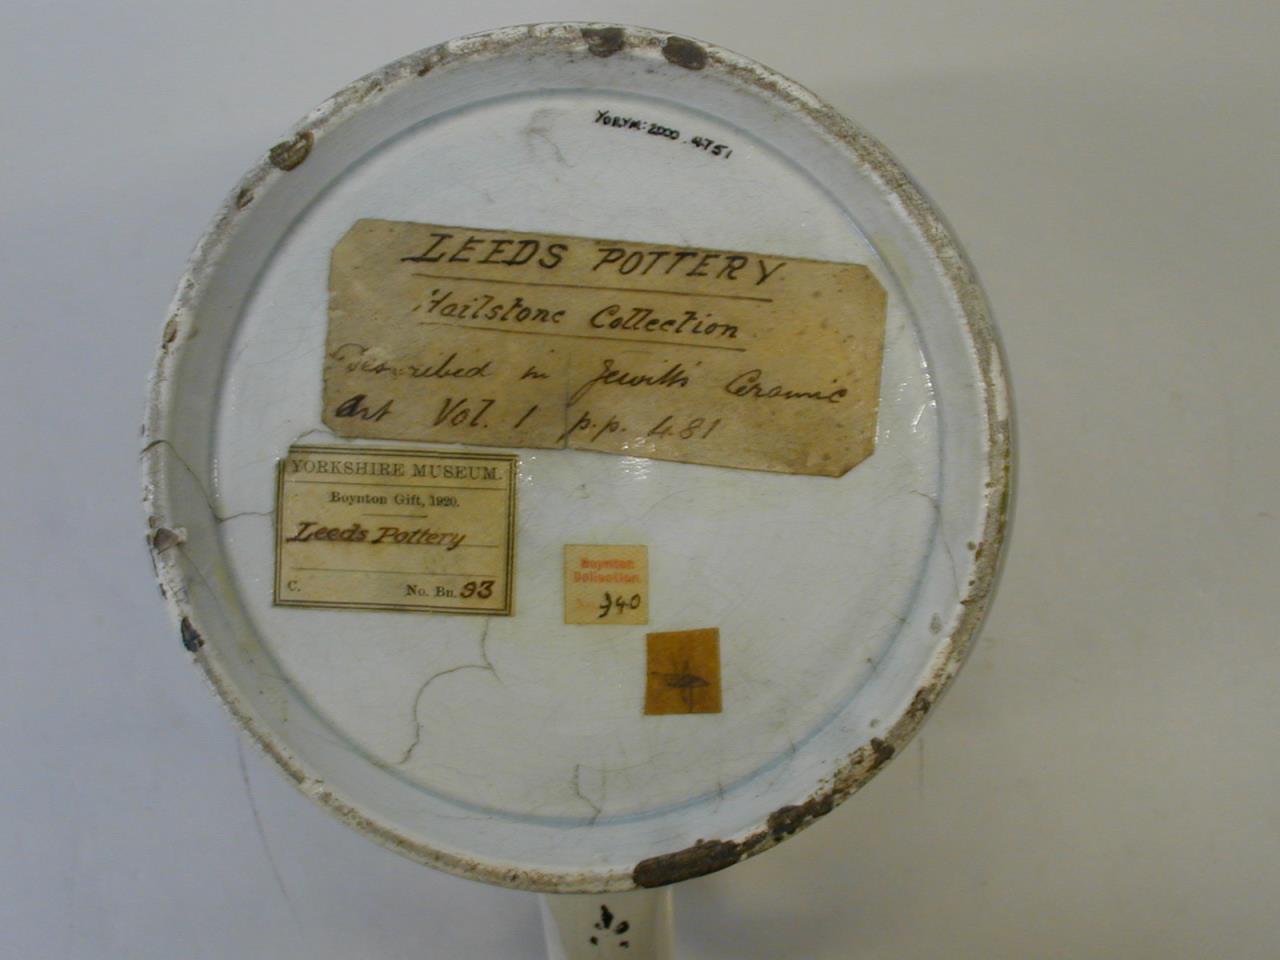 YORYM:2000.4751
LEEDS POTTERY
Hailstone Collection
Described in Jewitt's Ceramic
Art Vol. 1 p.p. 481
YORKSHIRE MUSEUM.
Boynton Gift, 1920.
Leeds Pottery
C. No. Bn. 93
Boynton
Collection
No. 340